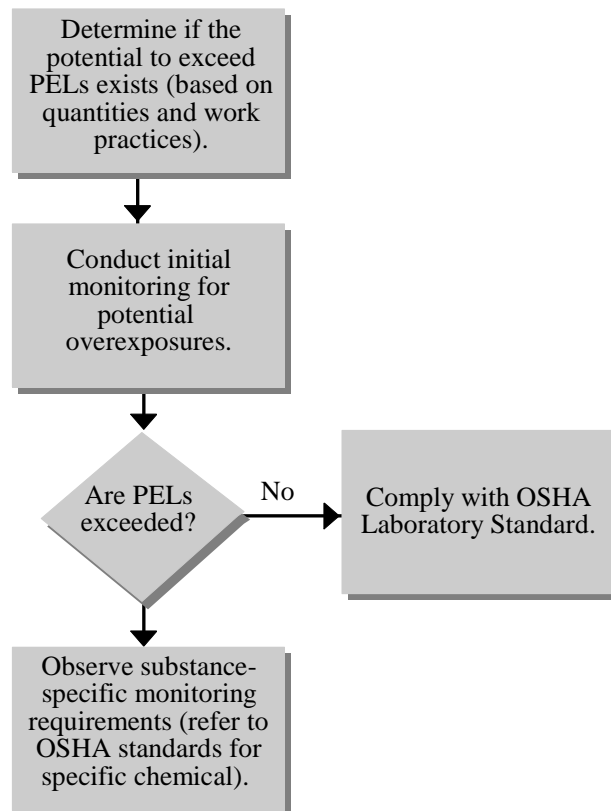 Determine if the
potential to exceed
PELs exists (based on
quantities and work
practices).
Conduct initial
monitoring for
potential
overexposures.
Are PELs
exceeded?
No
Comply with OSHA
Laboratory Standard.
Observe substance-
specific monitoring
requirements (refer to
OSHA standards for
specific chemical).